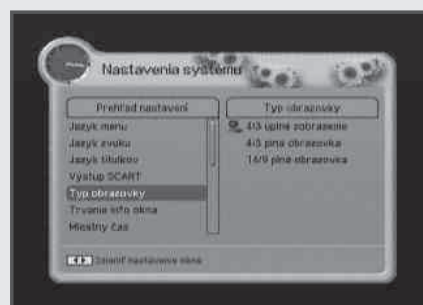 Nastavenia systému
Prehľad nastavení
Jazyk menu
Jazyk zvuku
Jazyk titulkov
Výstup SCART
Typ obrazovky
Trvanie info okna
Miestny čas
Typ obrazovky
4:3 úplné zobrazenie
4:3 plná obrazovka
16/9 plná obrazovka
Zmeniť nastavenie okna